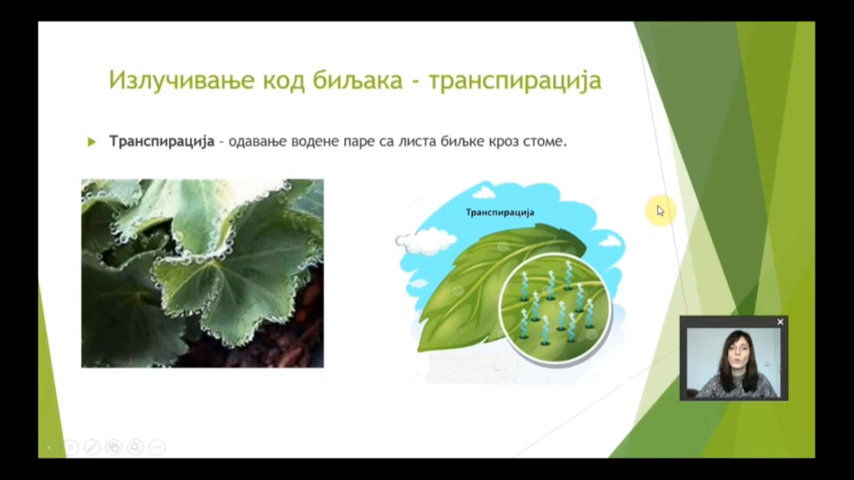 Излучивање код биљака - транспирација
Транспирација - одавање водене паре са листа биљке кроз стоме.
Транспирација